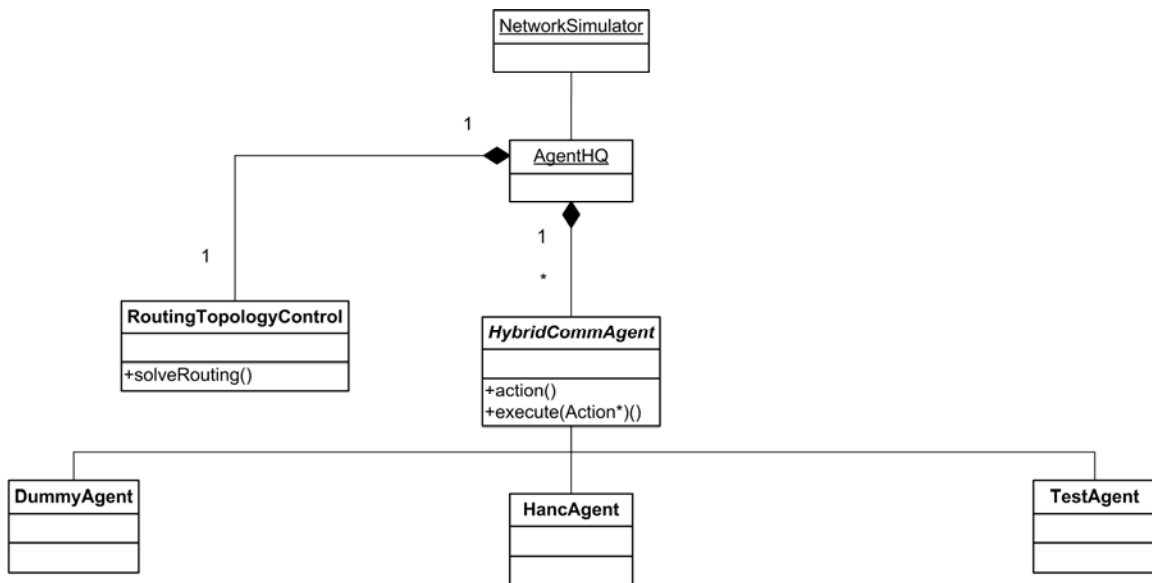 NetworkSimulator
1
AgentHQ
1
1
*
RoutingTopologyControl
+solveRouting()
HybridCommAgent
+action()
+execute(Action*)()
DummyAgent
HancAgent
TestAgent